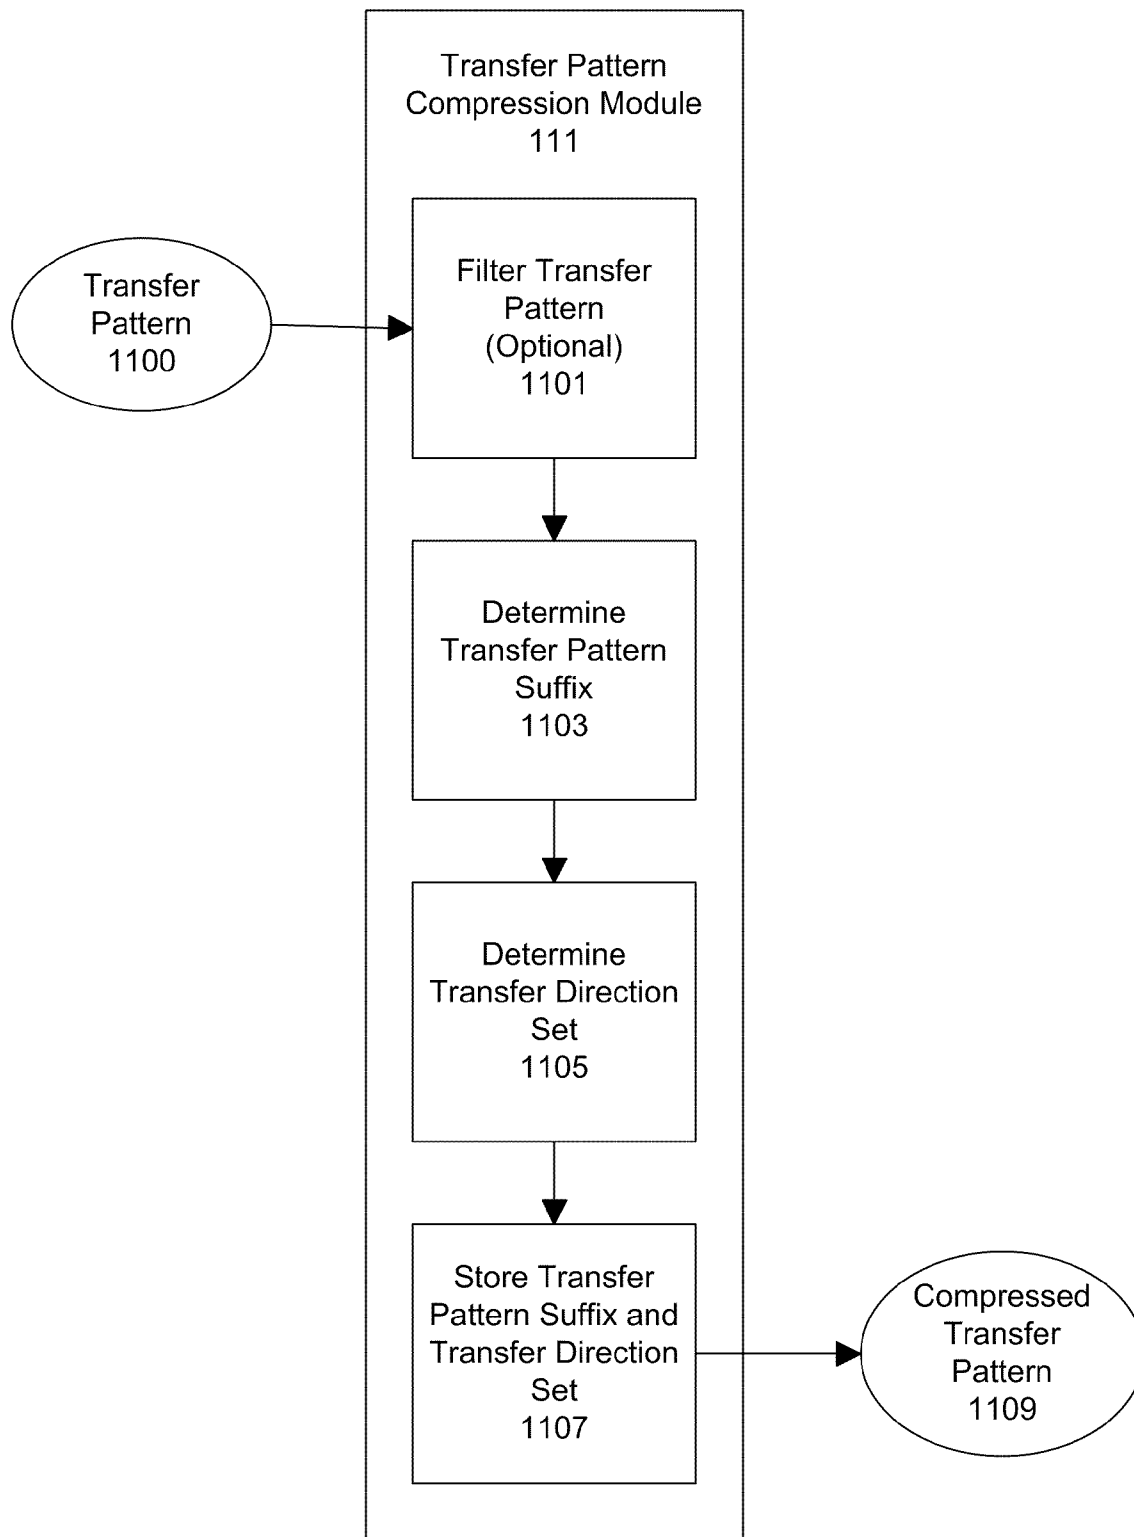 Transfer Pattern
Compression Module
111
Transfer
Pattern
1100
Filter Transfer
Pattern
(Optional)
1101
Determine
Transfer Pattern
Suffix
1103
Determine
Transfer Direction
Set
1105
Store Transfer
Pattern Suffix and
Transfer Direction
Set
1107
Compressed
Transfer
Pattern
1109